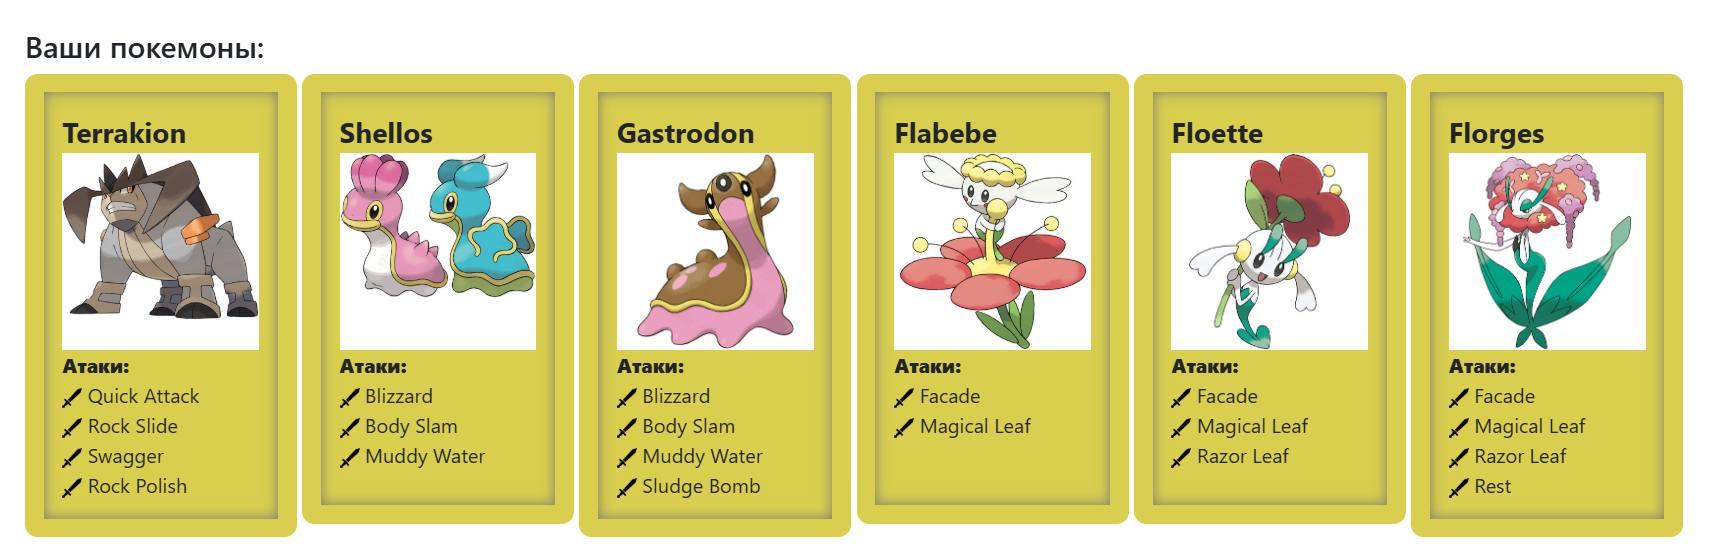 Ваши покемоны:
Terrakion
Атаки:
Quick Attack
Rock Slide
Swagger
Rock Polish
Shellos
Атаки:
Blizzard
Body Slam
Muddy Water
Gastrodon
Атаки:
Blizzard
Body Slam
Muddy Water
Sludge Bomb
Flabebe
Атаки:
Facade
Magical Leaf
Floette
Атаки:
Facade
Magical Leaf
Razor Leaf
Florges
Атаки:
Facade
Magical Leaf
Razor Leaf
Rest